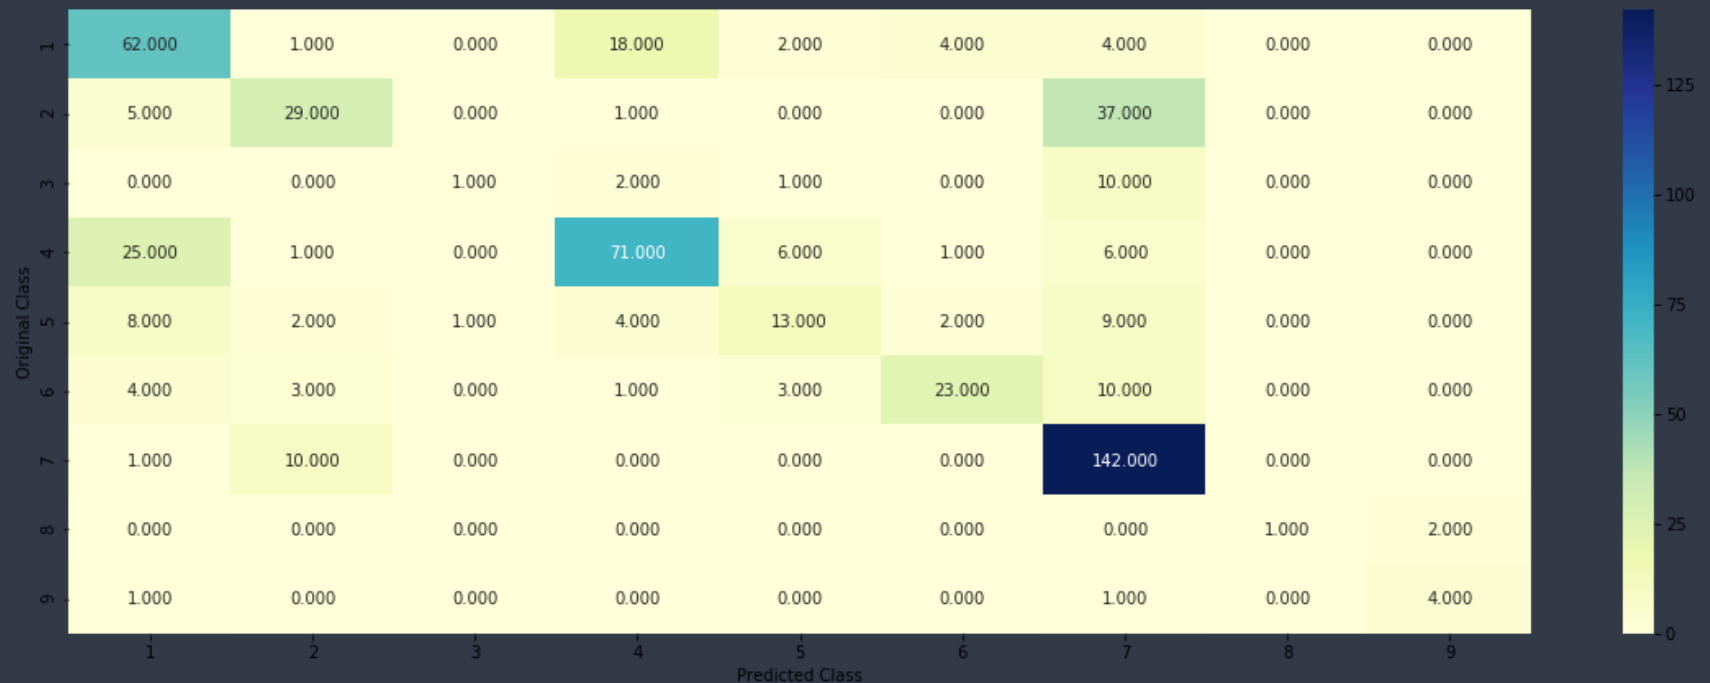 1 62.000 1.000 0.000 18.000 2.000 4.000 4.000 0.000 0.000
2 5.000 29.000 0.000 1.000 0.000 0.000 37.000 0.000 0.000
3 0.000 0.000 1.000 2.000 1.000 0.000 10.000 0.000 0.000
4 25.000 1.000 0.000 71.000 6.000 1.000 6.000 0.000 0.000
5 8.000 2.000 1.000 4.000 13.000 2.000 9.000 0.000 0.000
6 4.000 3.000 0.000 1.000 3.000 23.000 10.000 0.000 0.000
7 1.000 10.000 0.000 0.000 0.000 0.000 142.000 0.000 0.000
8 0.000 0.000 0.000 0.000 0.000 0.000 0.000 1.000 2.000
9 1.000 0.000 0.000 0.000 0.000 0.000 1.000 0.000 4.000
1 2 3 4 5 6 7 8 9
Predicted Class
Original Class
125
100
75
50
25
0